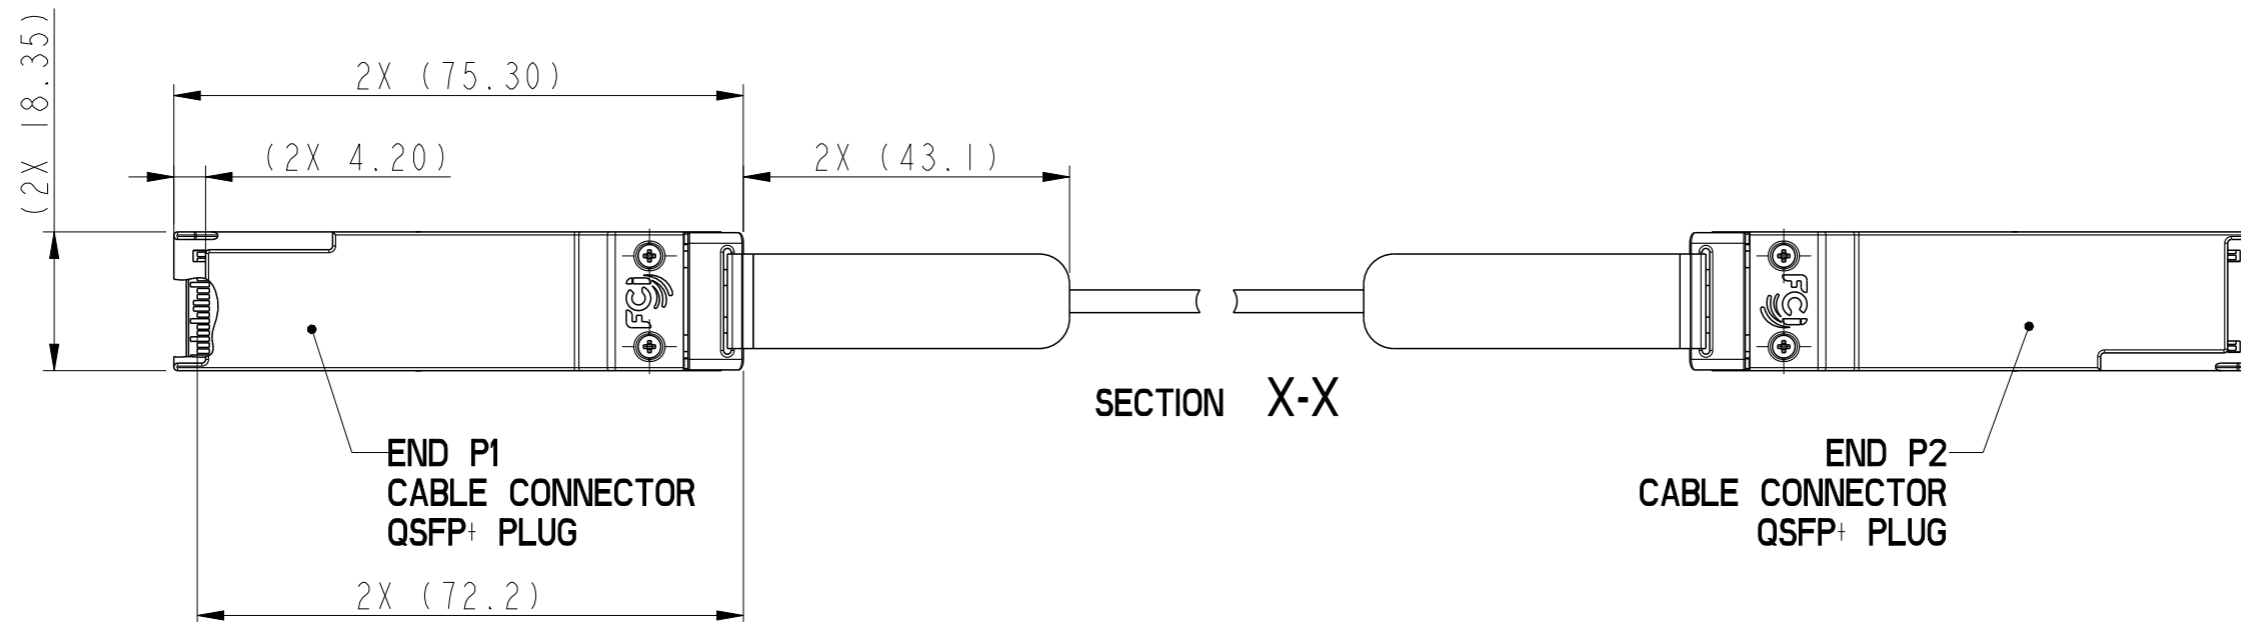 (2X 18.35)
2X (75.30)
(2X 4.20)
2X (43.1)
FCI
FCI
SECTION X-X
END P1
CABLE CONNECTOR
QSFP+ PLUG
END P2
CABLE CONNECTOR
QSFP+ PLUG
2X (72.2)